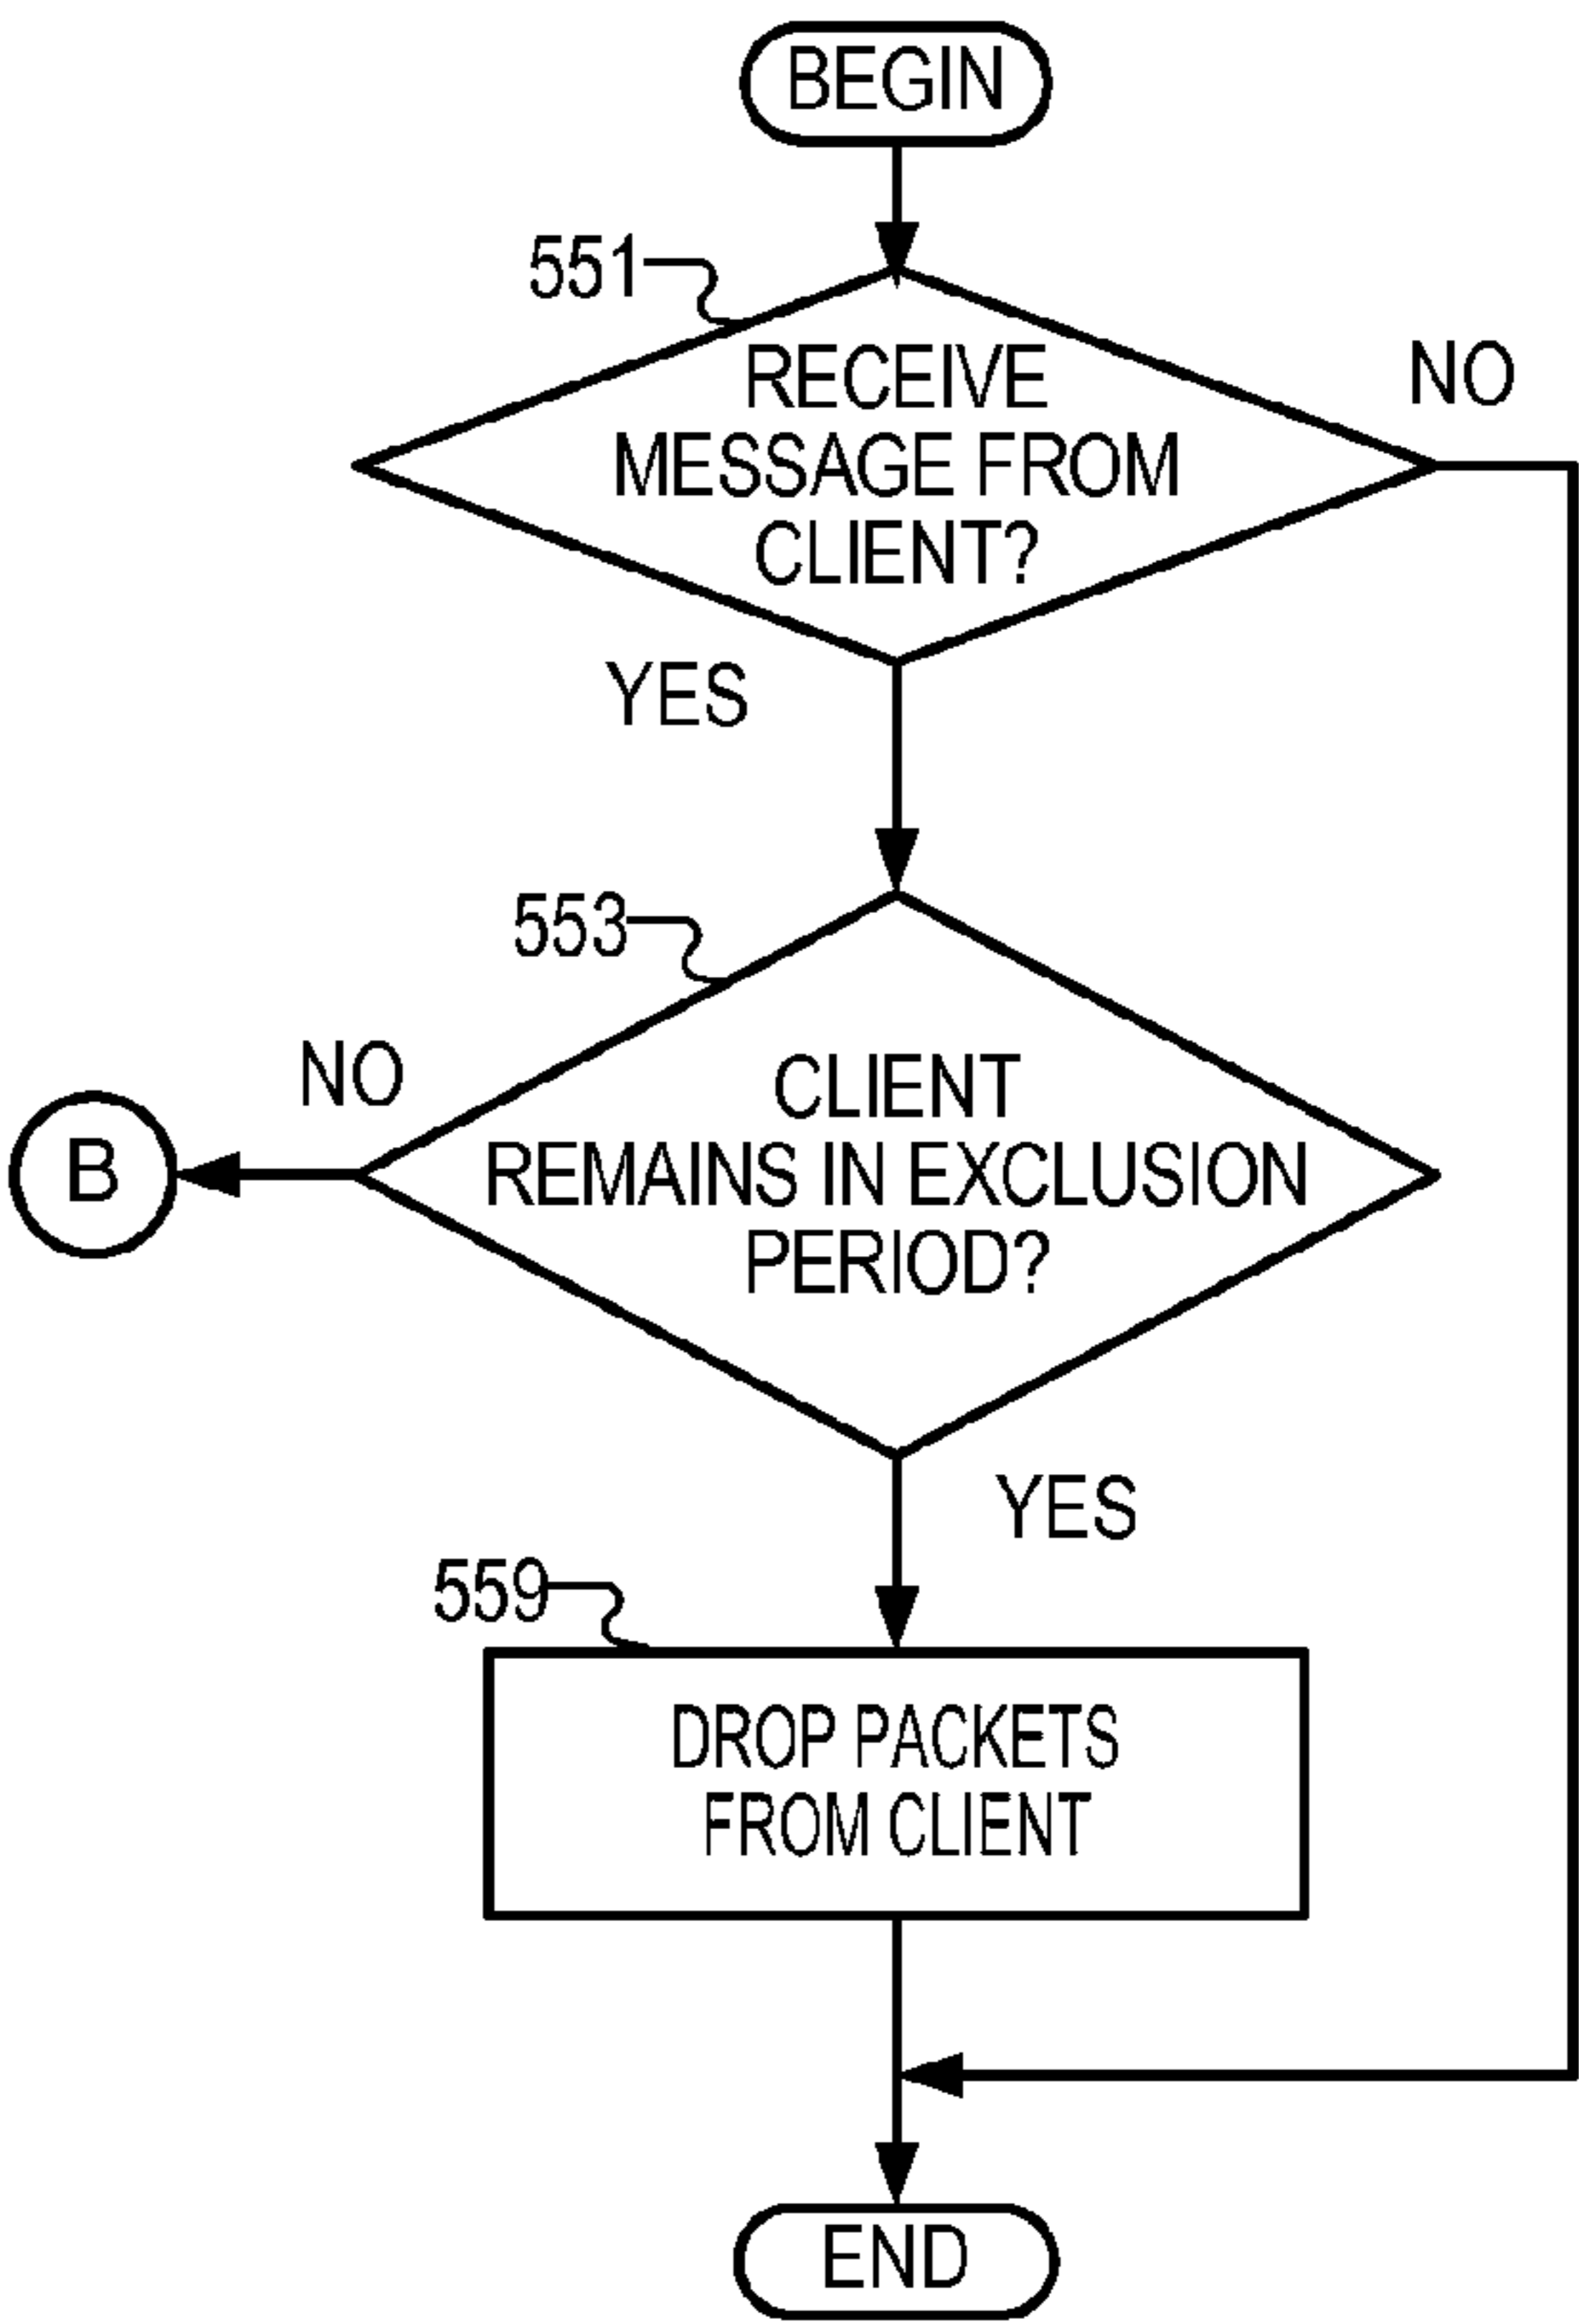 BEGIN
551
RECEIVE
MESSAGE FROM
CLIENT?
NO
YES
553
NO
CLIENT
REMAINS IN EXCLUSION
PERIOD?
B
YES
559
DROP PACKETS
FROM CLIENT
END